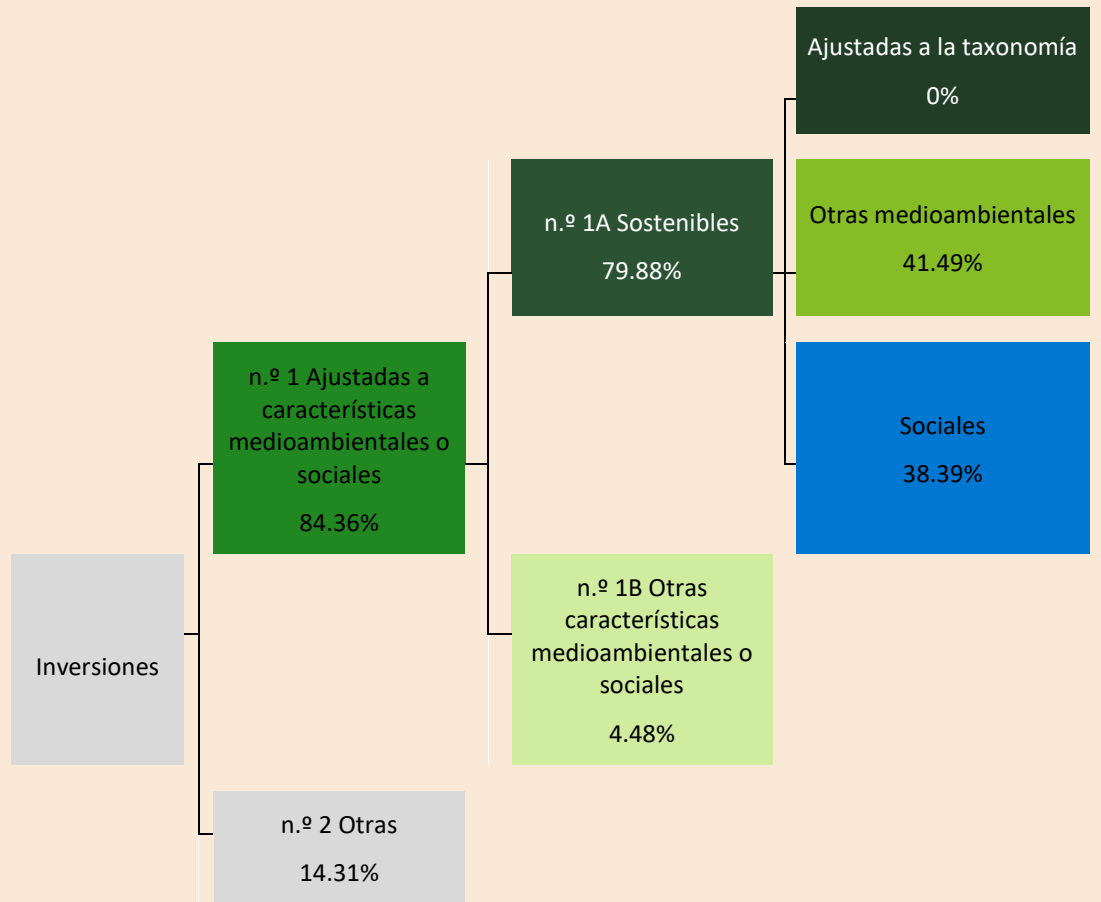 Inversiones
n.º 1 Ajustadas a
características
medioambientales o
sociales
84.36%
n.º 2 Otras
14.31%
n.º 1A Sostenibles
79.88%
n.º 1B Otras
características
medioambientales o
sociales
4.48%
Ajustadas a la taxonomía
0%
Otras medioambientales
41.49%
Sociales
38.39%